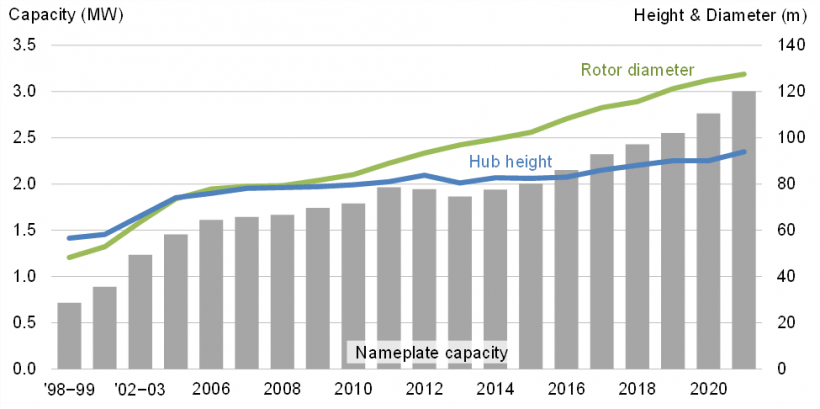 Capacity (MW) Height & Diameter (m)
3.5 140
3.0 120
2.5 100
2.0 80
1.5 60
1.0 40
0.5 20
0.0 0
Rotor diameter
Hub height
Nameplate capacity
'98–99 '02–03 2006 2008 2010 2012 2014 2016 2018 2020